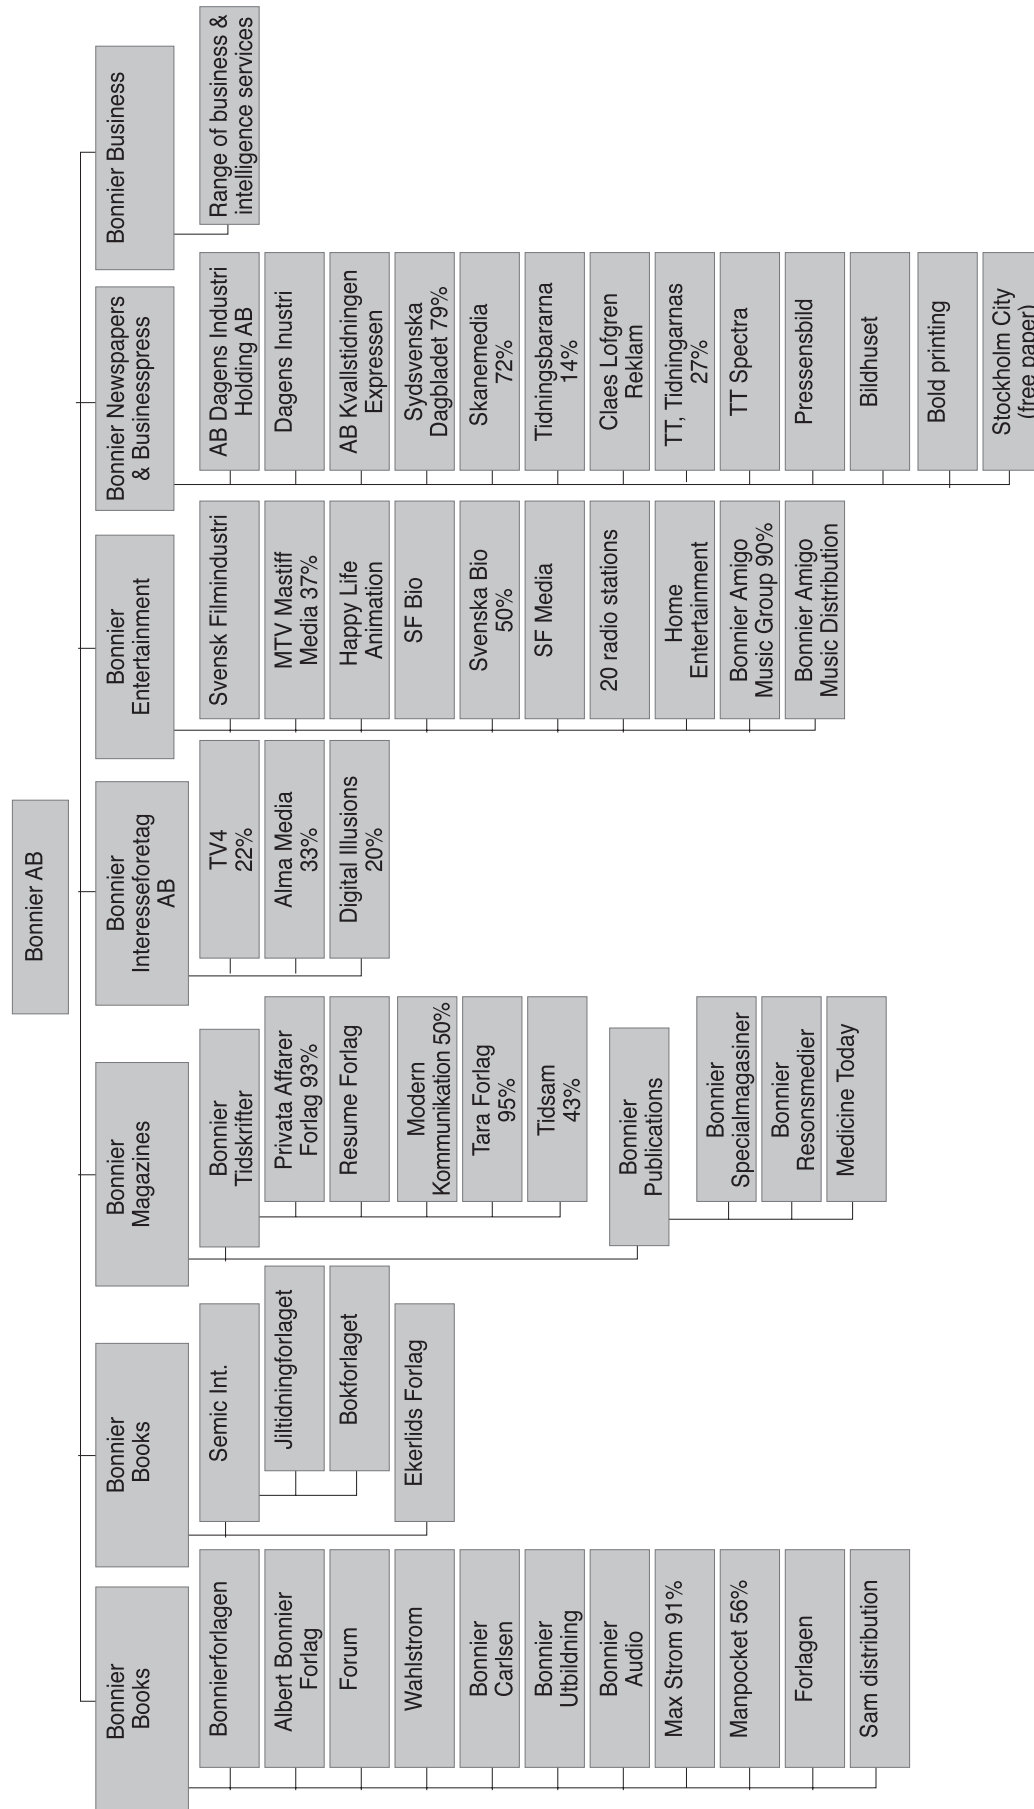 Bonnier AB
Bonnier
Books
Bonnierforlagen
Albert Bonnier
Forlag
Forum
Wahlstrom
Bonnier
Carlsen
Bonnier
Utbildning
Bonnier
Audio
Max Strom 91%
Manpocket 56%
Forlagen
Sam distribution
Bonnier
Books
Semic Int.
Jiltidningforlaget
Bokforlaget
Ekerlids Forlag
Bonnier
Magazines
Bonnier
Tidskrifter
Privata Affarer
Forlag 93%
Resume Forlag
Modern
Kommunikation 50%
Tara Forlag
95%
Tidsam
43%
Bonnier
Publications
Bonnier
Specialmagasiner
Bonnier
Resonsmedier
Medicine Today
Bonnier
Interesseforetag
AB
TV4
22%
Alma Media
33%
Digital Illusions
20%
Bonnier
Entertainment
Svensk Filmindustri
MTV Mastiff
Media 37%
Happy Life
Animation
SF Bio
Svenska Bio
50%
SF Media
20 radio stations
Home
Entertainment
Bonnier Amigo
Music Group 90%
Bonnier Amigo
Music Distribution
Bonnier Newspapers
& Businesspress
AB Dagens Industri
Holding AB
Dagens Inustri
AB Kvallstidningen
Expressen
Sydsvenska
Dagbladet 79%
Skanemedia
72%
Tidningsbararna
14%
Claes Lofgren
Reklam
TT, Tidningarnas
27%
TT Spectra
Pressensbild
Bildhuset
Bold printing
Stockholm City
(free paper)
Bonnier Business
Range of business &
intelligence services